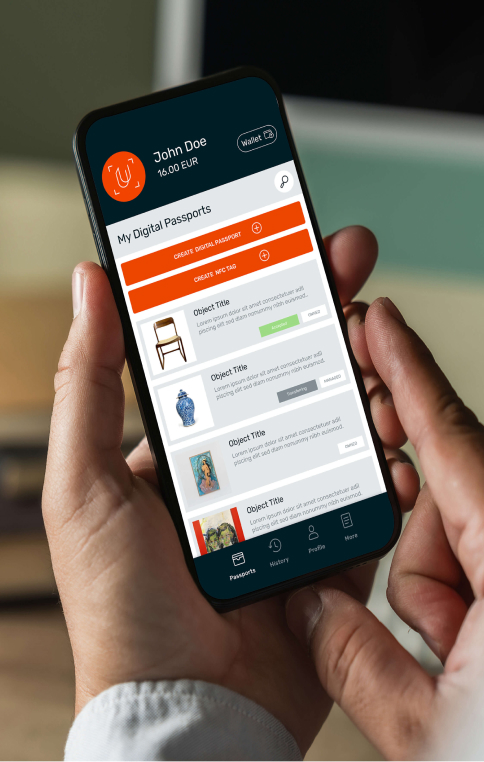 John Doe
16.00 EUR
Wallet
My Digital Passports
CREATE DIGITAL PASSPORT
CREATE NFC TAG
Object Title
Lorem ipsum dolor sit amet consectetuer adi
piscing elit sed diam nonummy nibh euismod.
OWNED
Object Title
Lorem ipsum dolor sit amet consectetuer adi
piscing elit sed diam nonummy nibh euismod.
Transferring
Object Title
Lorem ipsum dolor sit amet consectetuer adi
piscing elit sed diam nonummy nibh euismod.
OWNED
Object Title
Lorem ipsum dolor sit amet consectetuer adi
piscing elit sed diam nonummy nibh euismod.
Passports
History
Profile
More